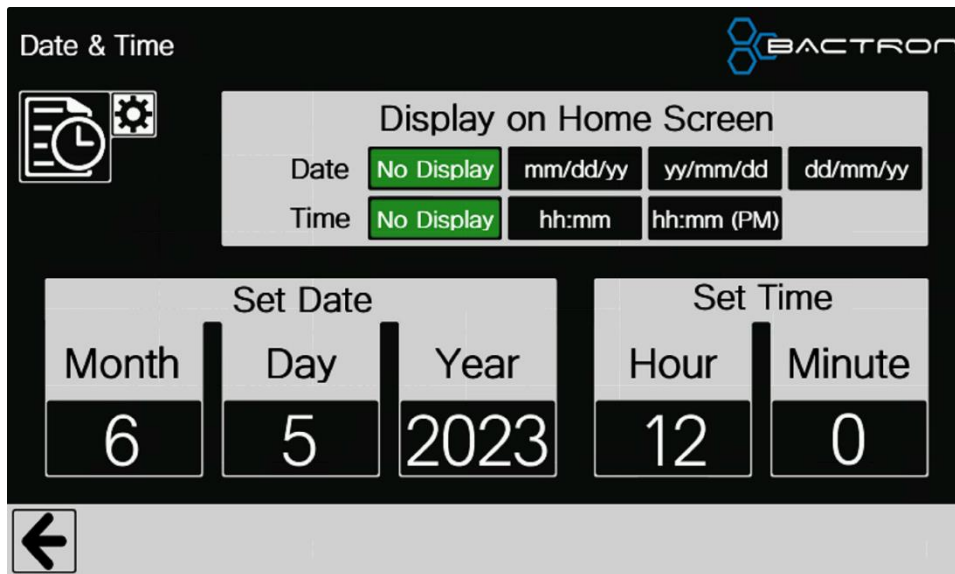 Date & Time
BACTRON
Display on Home Screen
Date No Display mm/dd/yy yy/mm/dd dd/mm/yy
Time No Display hh:mm hh:mm (PM)
Set Date
Set Time
Month Day Year
Hour Minute
6 5 2023
12 0